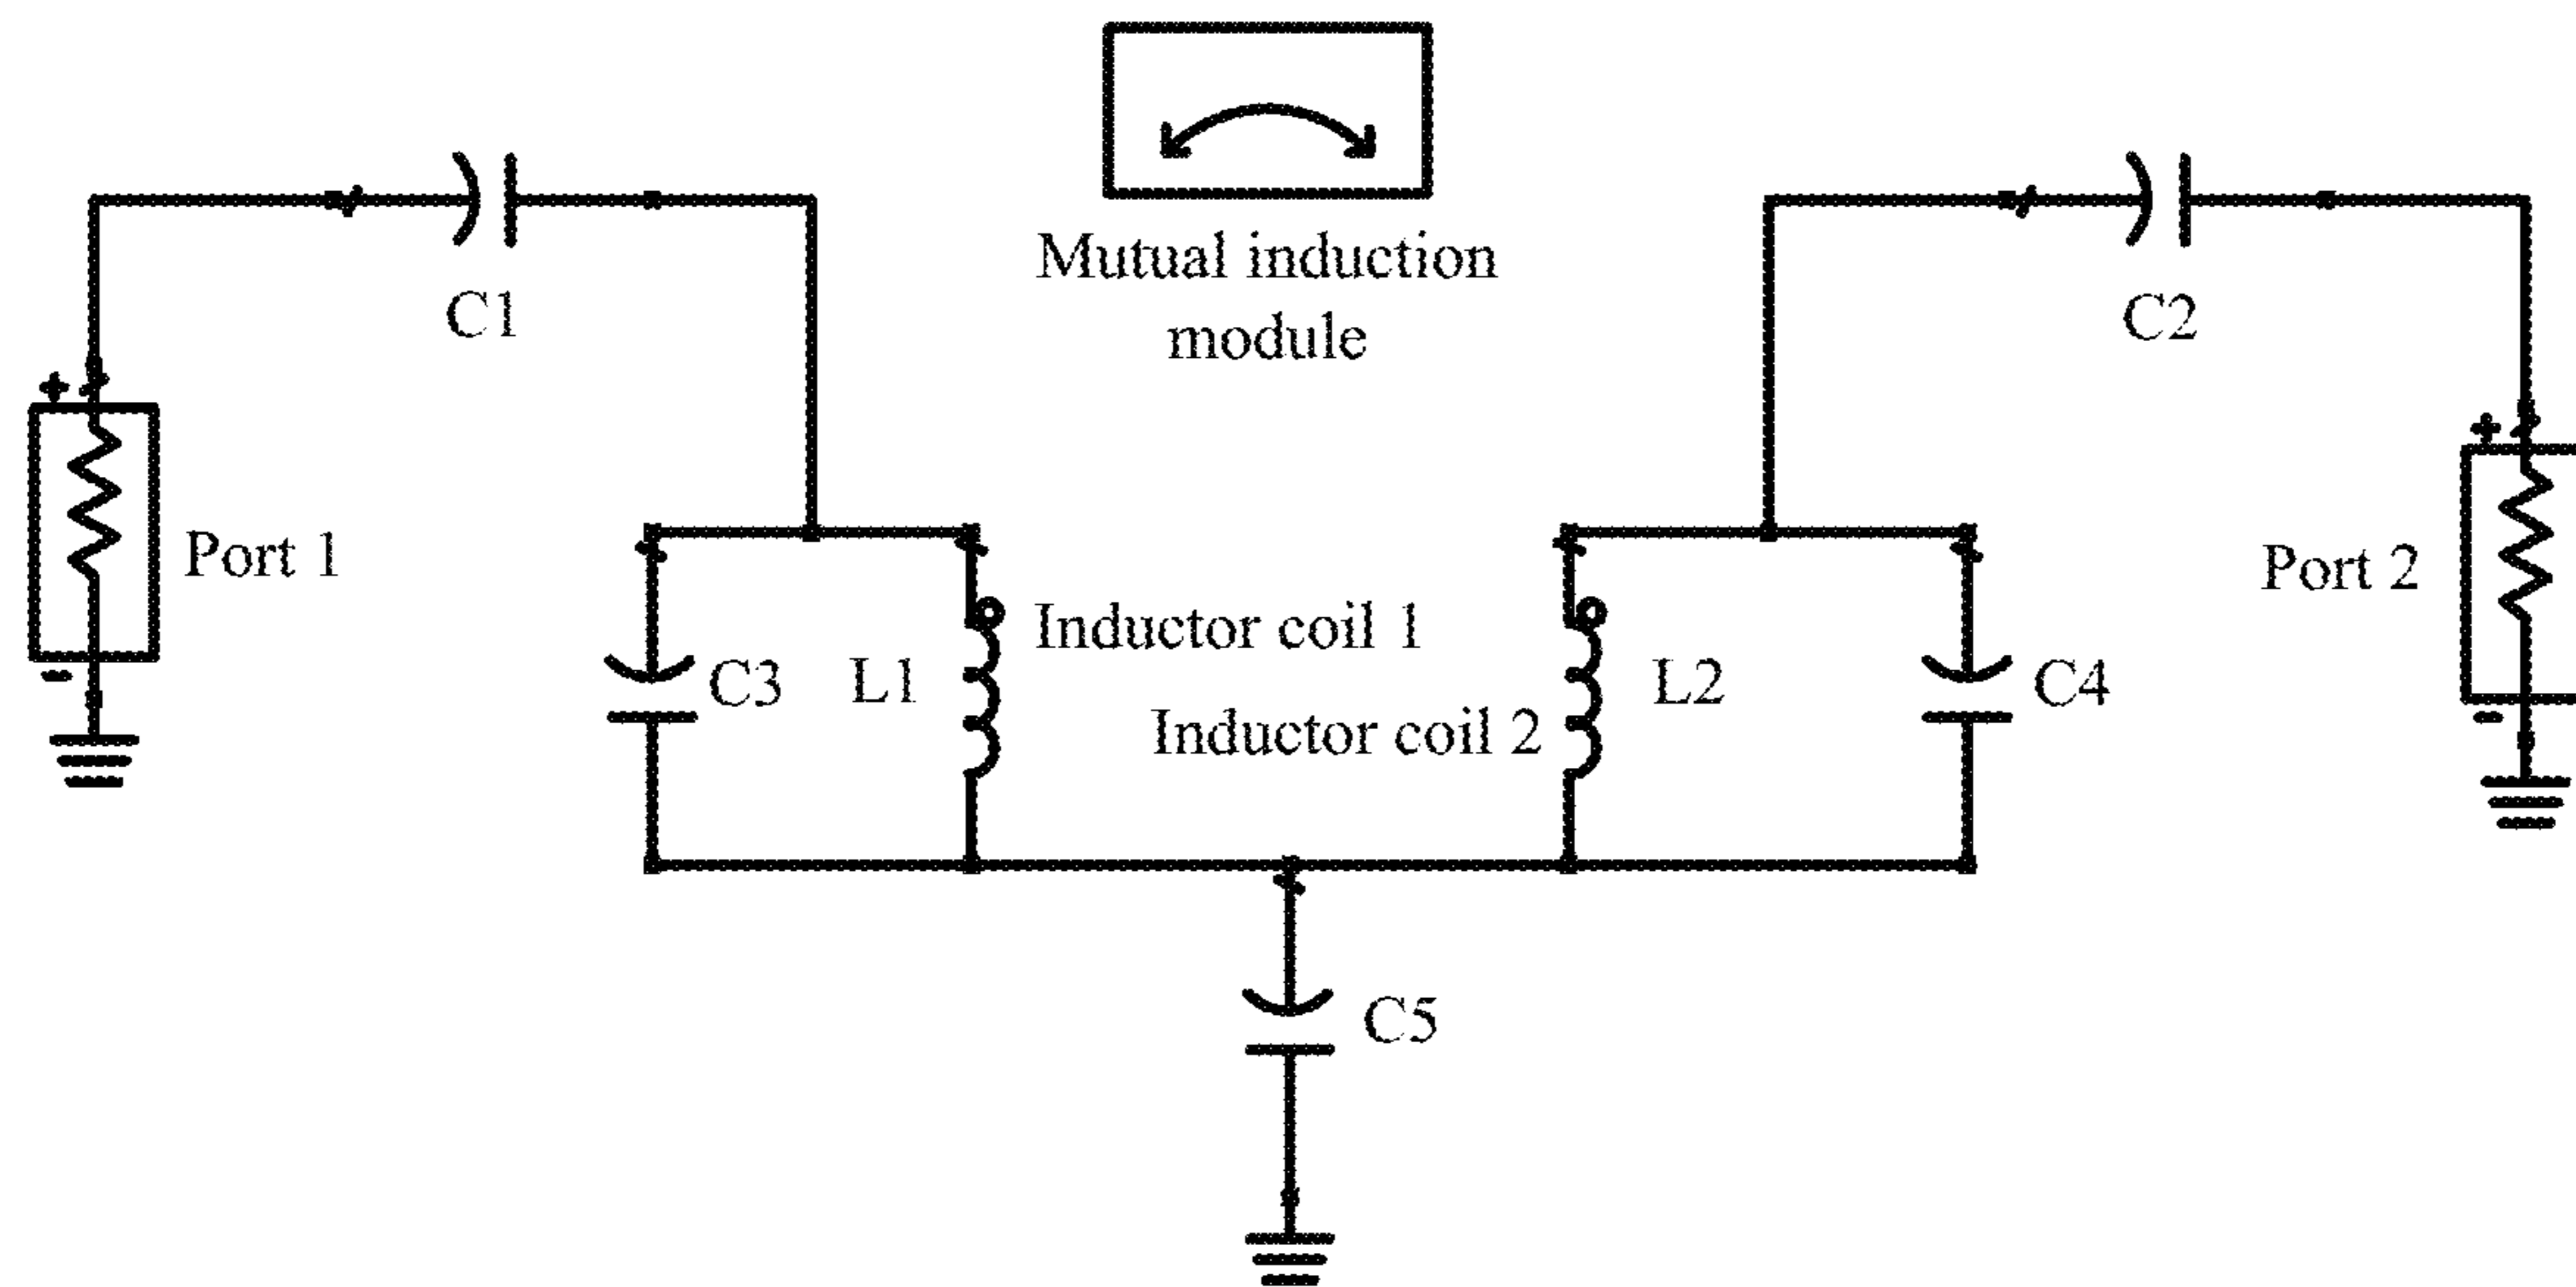 Mutual induction
module
C1
C2
+
+
Port 1
Port 2
Inductor coil 1
C3
L1
L2
C4
Inductor coil 2
-
-
C5